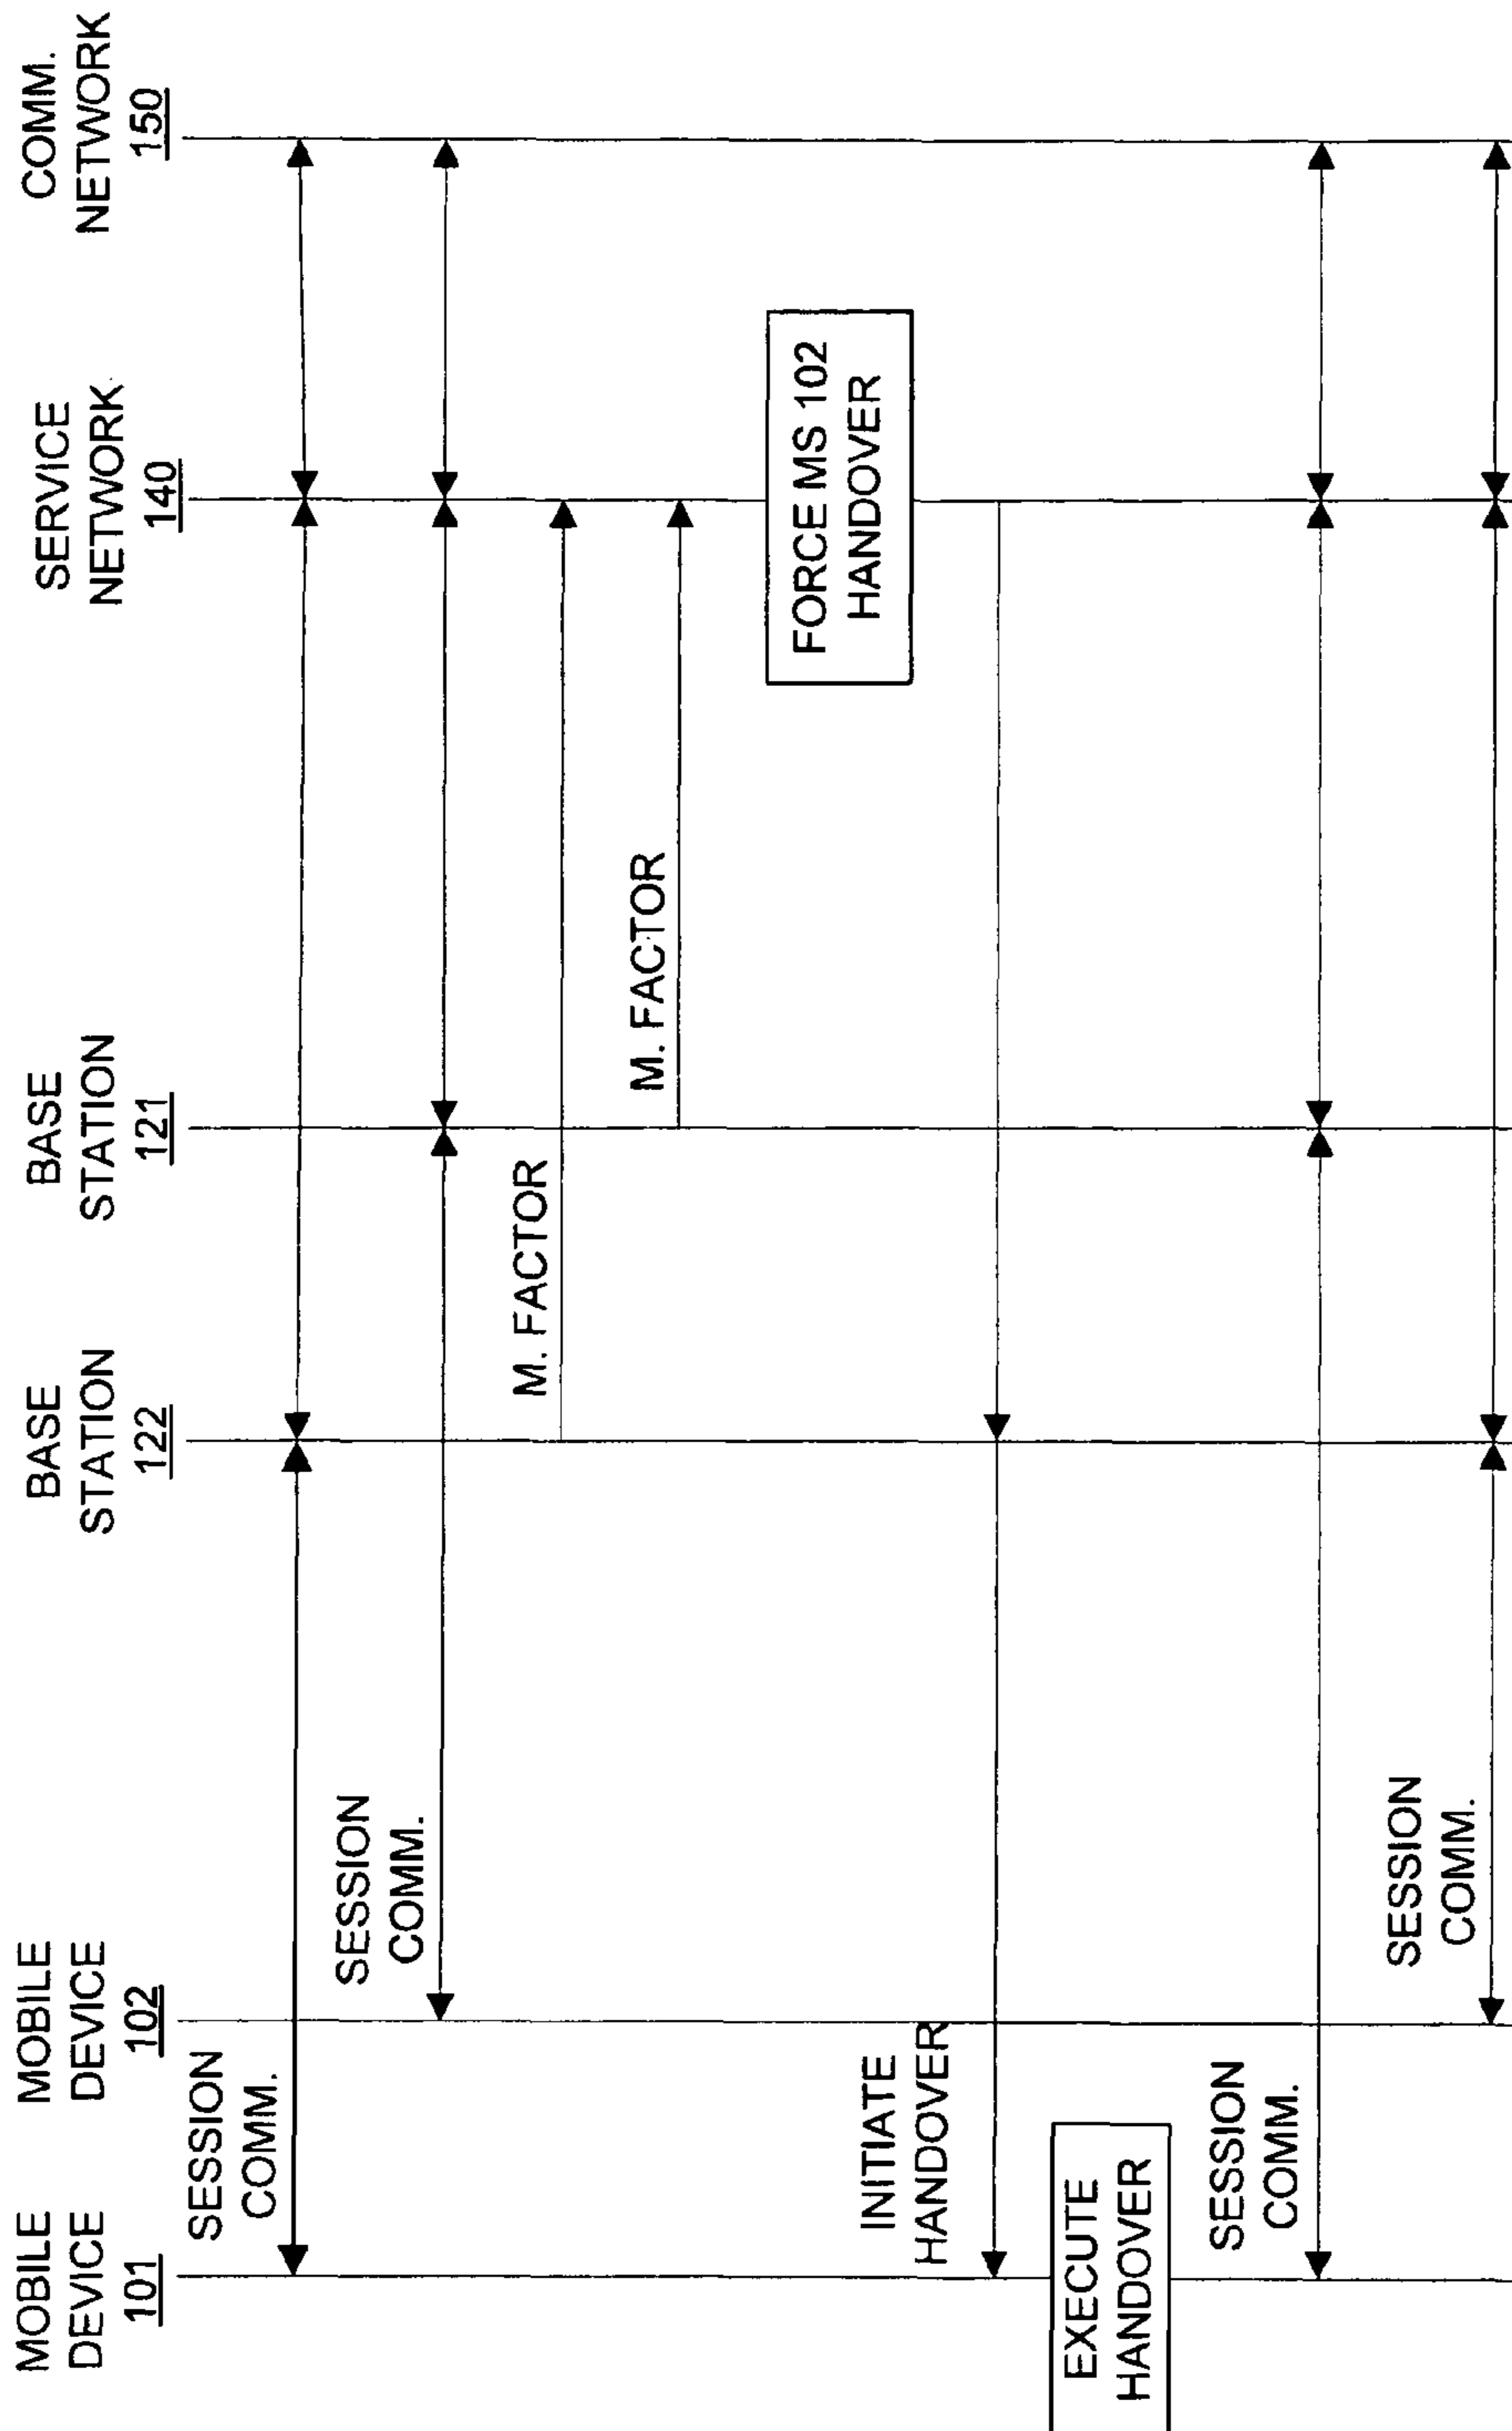 MOBILE
DEVICE
101
MOBILE
DEVICE
102
BASE
STATION
122
BASE
STATION
121
SERVICE
NETWORK
140
COMM.
NETWORK
150
SESSION
COMM.
SESSION
COMM.
M. FACTOR
M. FACTOR
FORCE MS 102
HANDOVER
INITIATE
HANDOVER
EXECUTE
HANDOVER
SESSION
COMM.
SESSION
COMM.